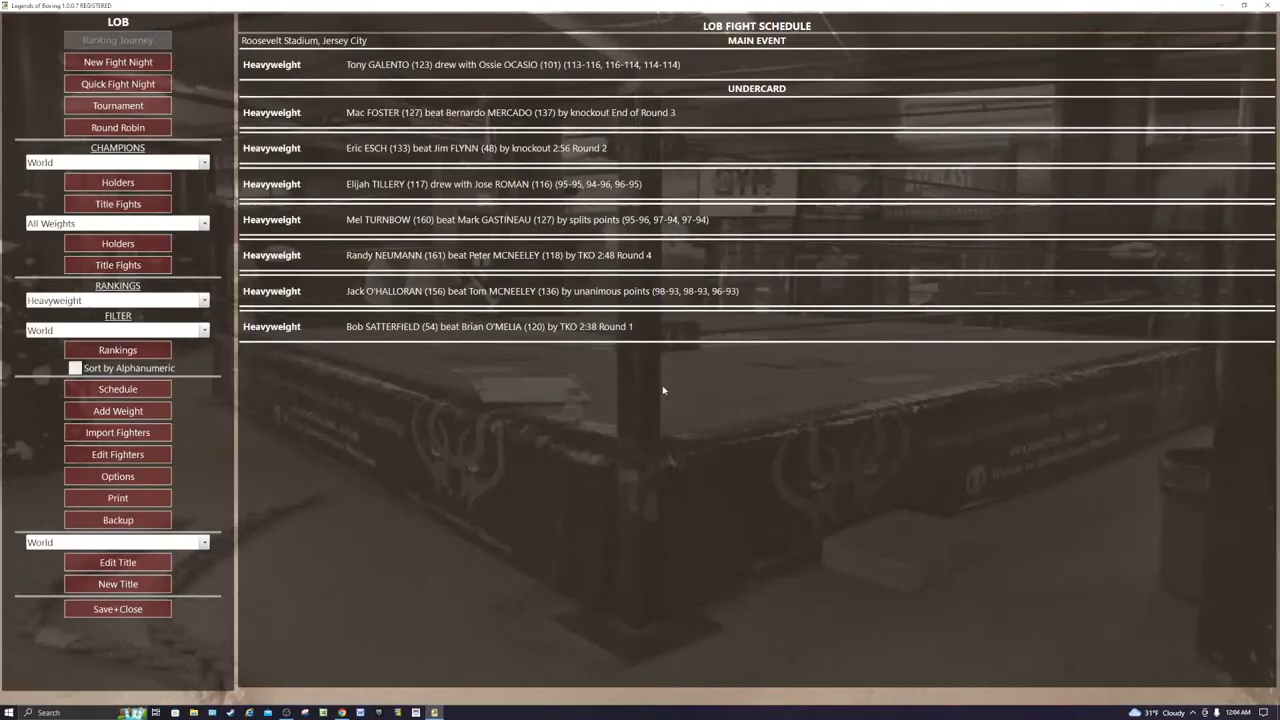 Legends of Boxing 1.0.0.7 REGISTERED
LOB
Ranking Tourney
New Fight Night
Quick Fight Night
Tournament
Round Robin
CHAMPIONS
World
Holders
Title Fights
All Weights
Holders
Title Fights
RANKINGS
Heavyweight
FILTER
World
Rankings
Sort by Alphanumeric
Schedule
Add Weight
Import Fighters
Edit Fighters
Options
Print
Backup
World
Edit Title
New Title
Save+Close
LOB FIGHT SCHEDULE
Roosevelt Stadium, Jersey City MAIN EVENT
Heavyweight Tony GALENTO (123) drew with Ossie OCASIO (101) (113-116, 116-114, 114-114)
UNDERCARD
Heavyweight Mac FOSTER (127) beat Bernardo MERCADO (137) by knockout End of Round 3
Heavyweight Eric ESCH (133) beat Jim FLYNN (48) by knockout 2:56 Round 2
Heavyweight Elijah TILLERY (117) drew with Jose ROMAN (116) (95-95, 94-96, 96-95)
Heavyweight Mel TURNBOW (160) beat Mark GASTINEAU (127) by splits points (95-96, 97-94, 97-94)
Heavyweight Randy NEUMANN (161) beat Peter MCNEELEY (118) by TKO 2:48 Round 4
Heavyweight Jack O'HALLORAN (156) beat Tom MCNEELEY (136) by unanimous points (98-93, 98-93, 96-93)
Heavyweight Bob SATTERFIELD (54) beat Brian O'MELIA (120) by TKO 2:38 Round 1
Search
31°F Cloudy
12:04 AM